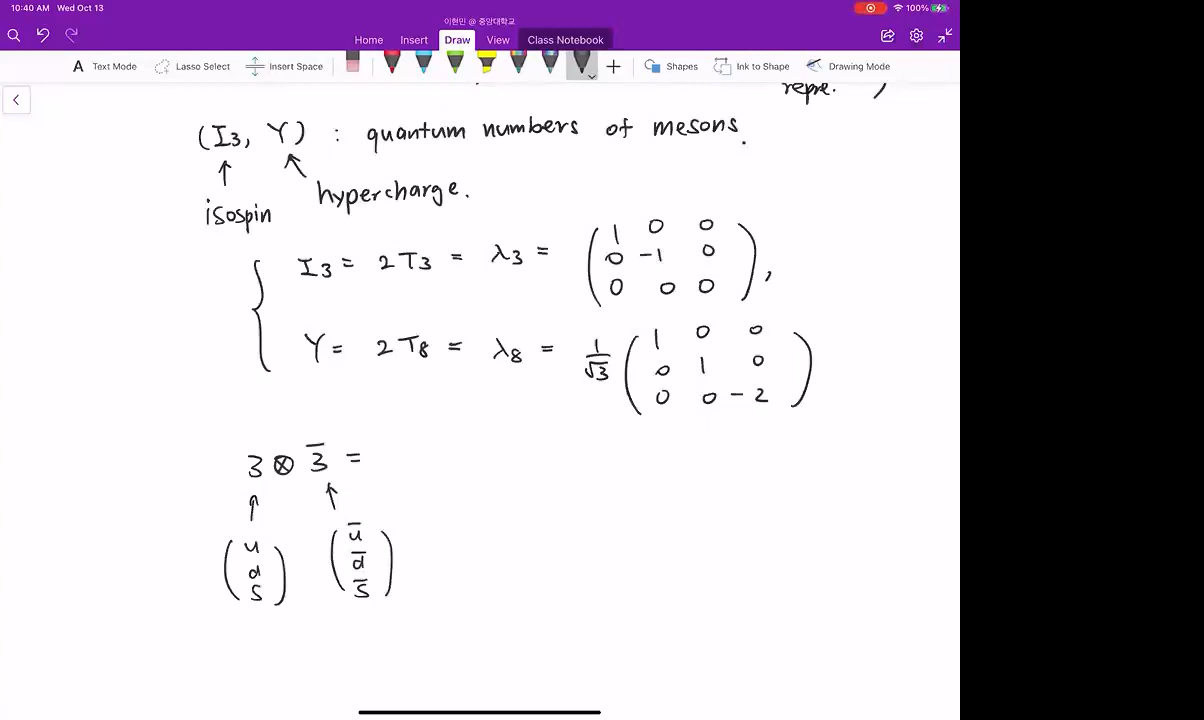 10:40 AM Wed Oct 13
100%
이현민 @ 중앙대학교
Home Insert Draw View Class Notebook
A Text Mode Lasso Select Insert Space Shapes Ink to Shape Drawing Mode
repre. )
(I3, Y) : quantum numbers of mesons.
↑ ↖
isospin hypercharge.
{ I3 = 2T3 = λ3 = ( 1 0 0
0 -1 0
0 0 0 ) ,
Y = 2T8 = λ8 = 1/√3 ( 1 0 0
0 1 0
0 0 -2 )
3 ⊗ 3̅ =
↑ ↑
( u d s ) ( u̅ d̅ s̅ )